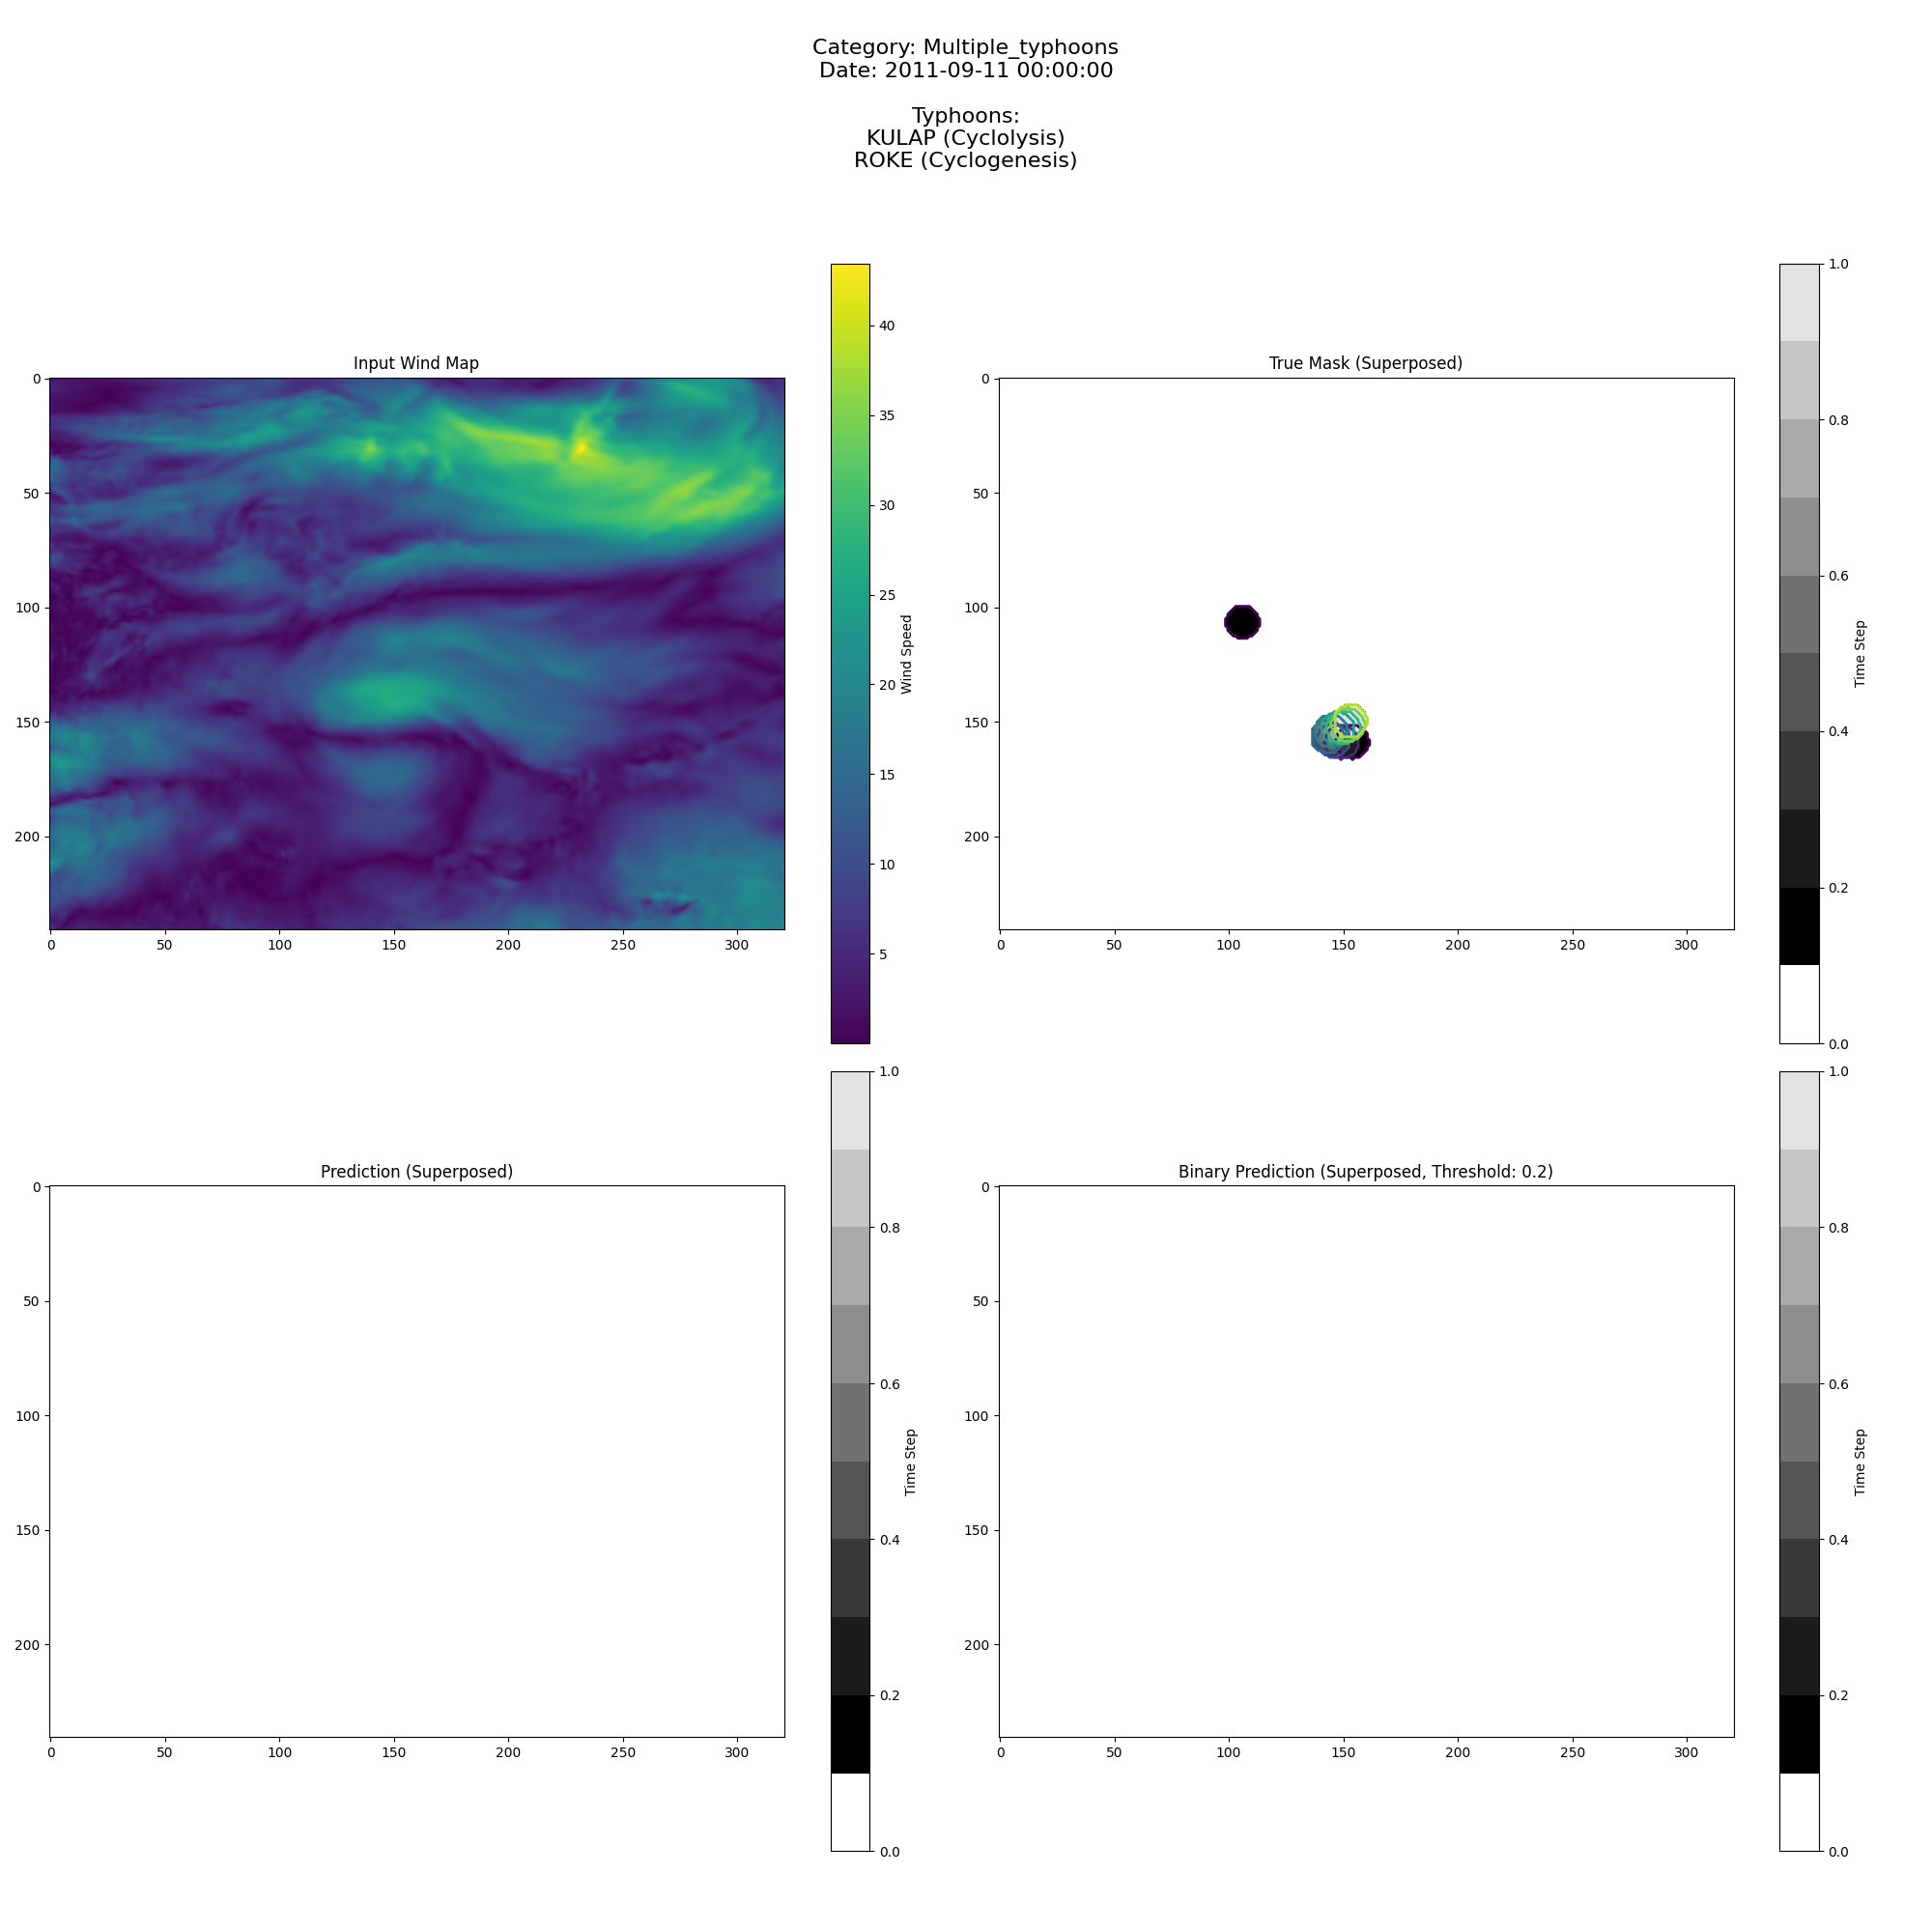 Category: Multiple_typhoons
Date: 2011-09-11 00:00:00
Typhoons:
KULAP (Cyclolysis)
ROKE (Cyclogenesis)
Input Wind Map
0
50
100
150
200
0 50 100 150 200 250 300
40
35
30
25
20
15
10
5
Wind Speed
True Mask (Superposed)
0
50
100
150
200
0 50 100 150 200 250 300
1.0
0.8
0.6
0.4
0.2
0.0
Time Step
Prediction (Superposed)
0
50
100
150
200
0 50 100 150 200 250 300
1.0
0.8
0.6
0.4
0.2
0.0
Time Step
Binary Prediction (Superposed, Threshold: 0.2)
0
50
100
150
200
0 50 100 150 200 250 300
1.0
0.8
0.6
0.4
0.2
0.0
Time Step